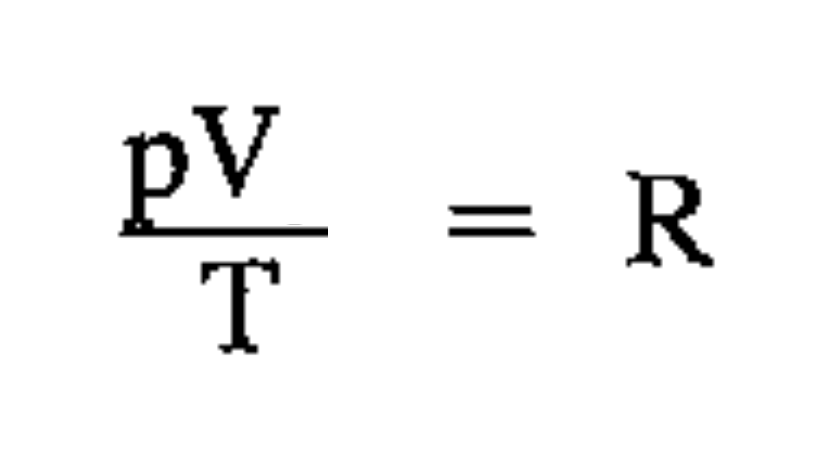 pV/T = R